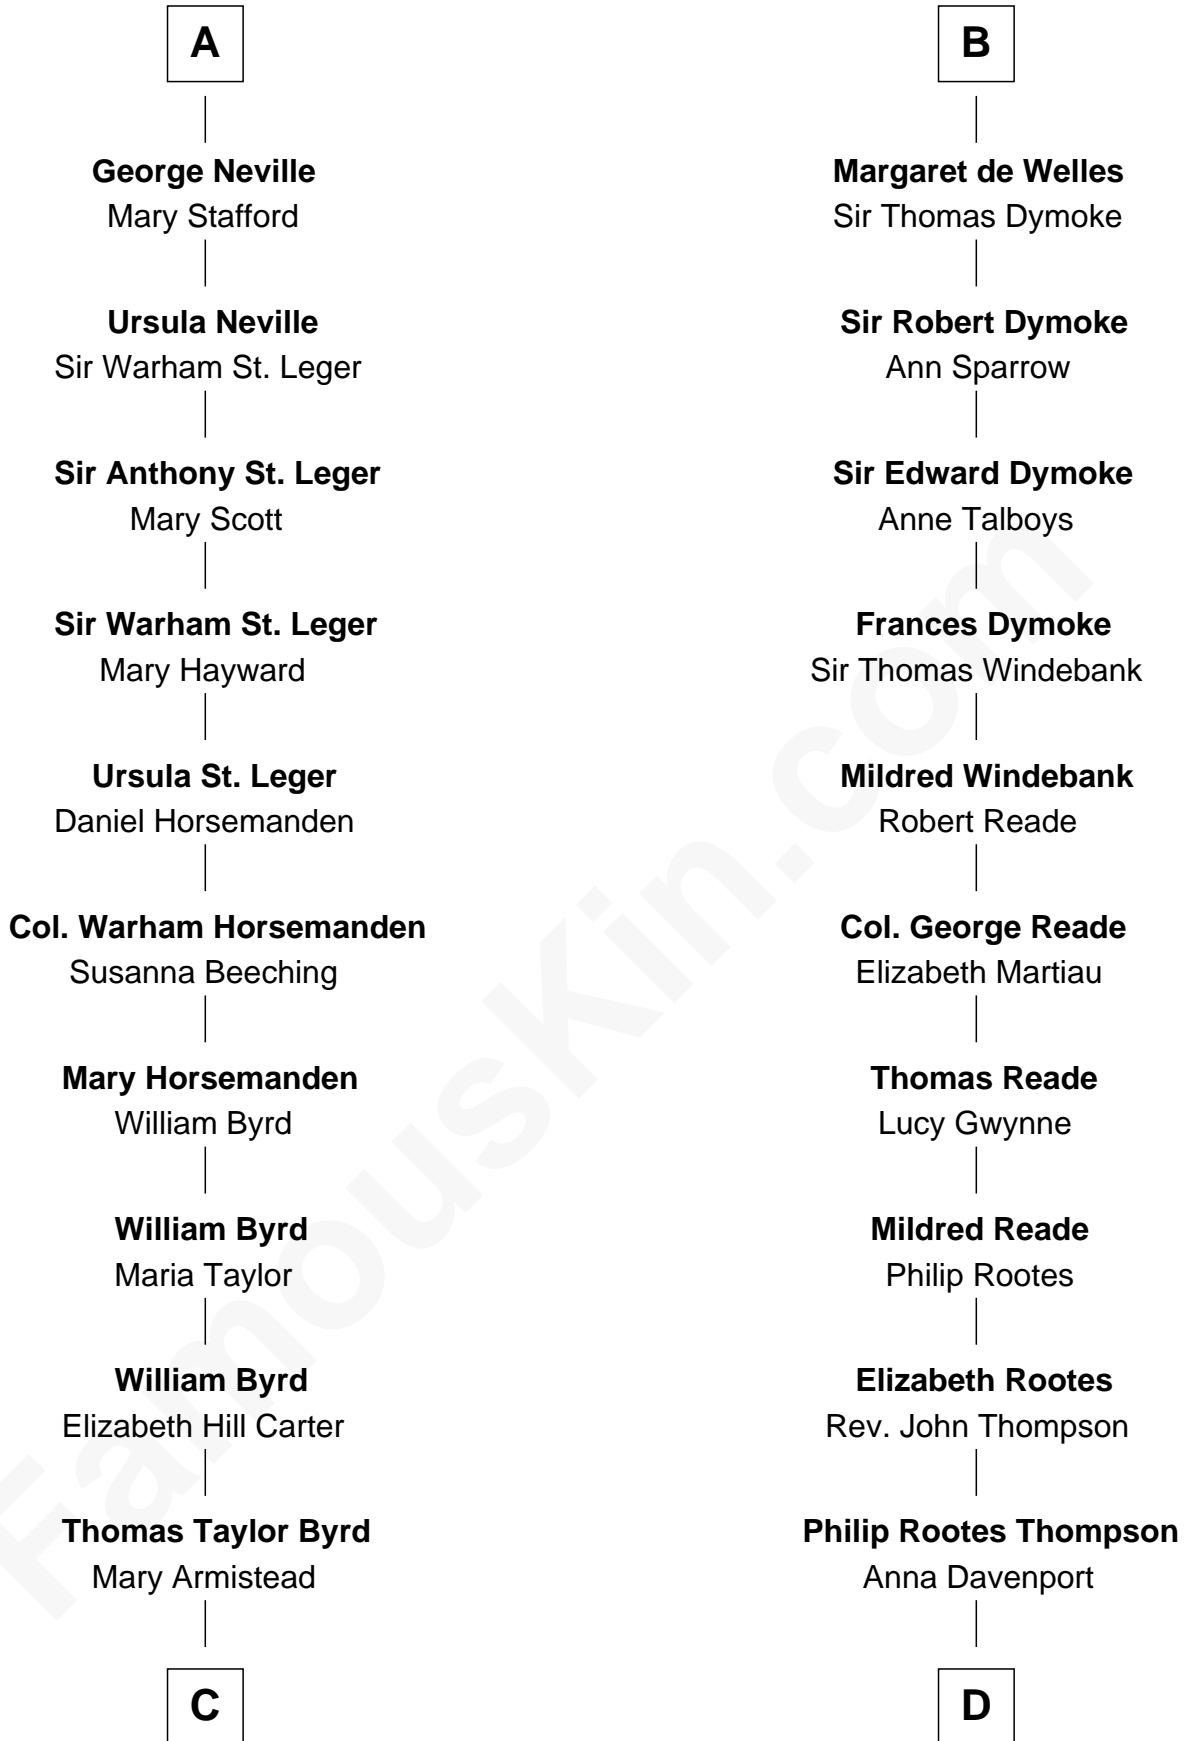 A
George Neville
Mary Stafford
Ursula Neville
Sir Warham St. Leger
Sir Anthony St. Leger
Mary Scott
Sir Warham St. Leger
Mary Hayward
Ursula St. Leger
Daniel Horsemanden
Col. Warham Horsemanden
Susanna Beeching
Mary Horsemanden
William Byrd
William Byrd
Maria Taylor
William Byrd
Elizabeth Hill Carter
Thomas Taylor Byrd
Mary Armistead
C
B
Margaret de Welles
Sir Thomas Dymoke
Sir Robert Dymoke
Ann Sparrow
Sir Edward Dymoke
Anne Talboys
Frances Dymoke
Sir Thomas Windebank
Mildred Windebank
Robert Reade
Col. George Reade
Elizabeth Martiau
Thomas Reade
Lucy Gwynne
Mildred Reade
Philip Rootes
Elizabeth Rootes
Rev. John Thompson
Philip Rootes Thompson
Anna Davenport
D
FamousKin.com